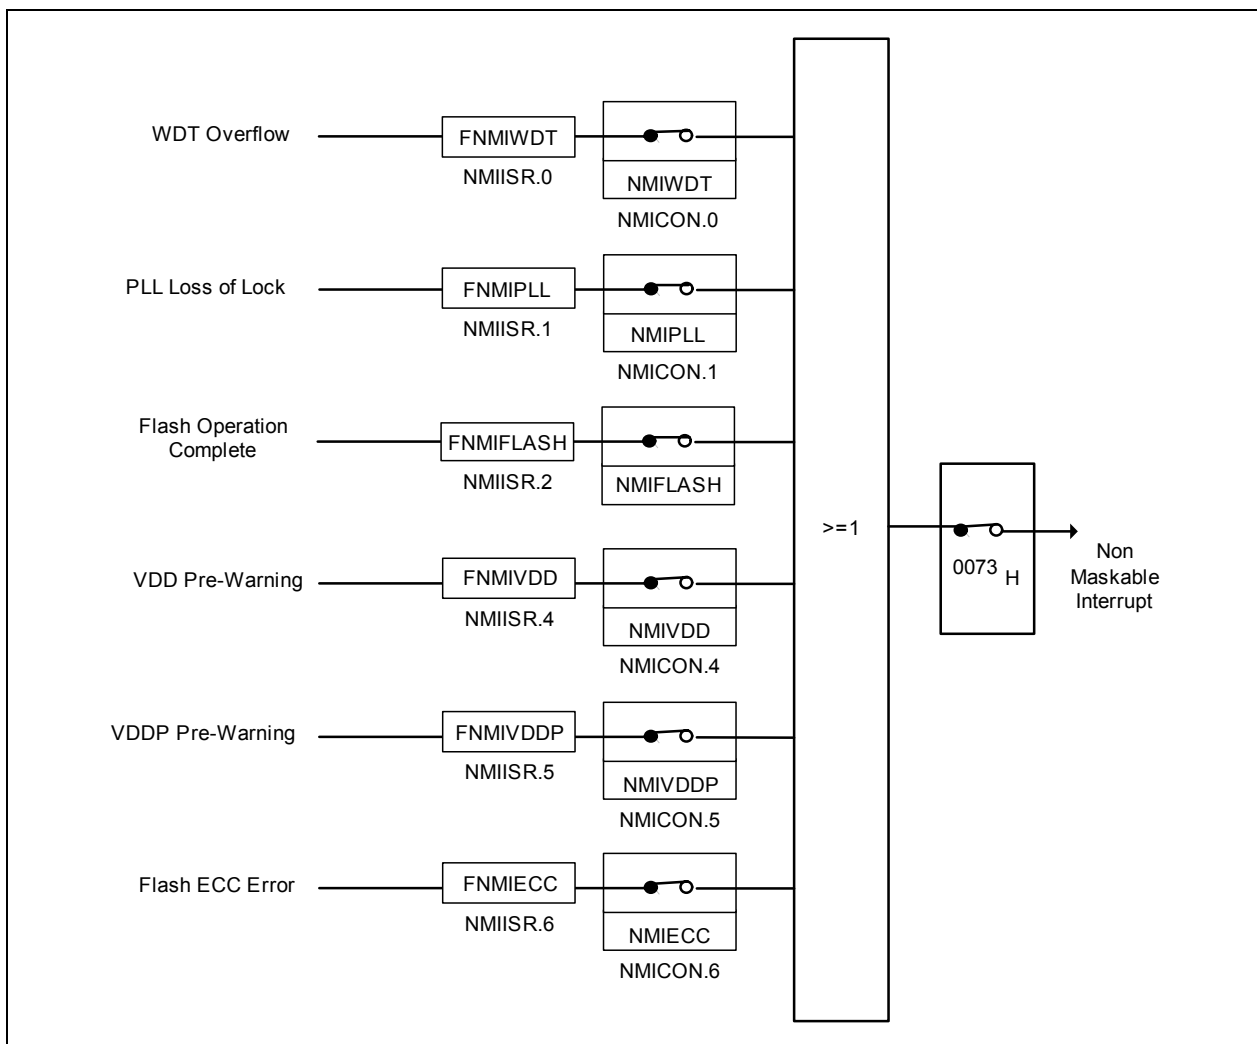 WDT Overflow
FNMIWDT
NMIISR.0
NMIWDT
NMICON.0
PLL Loss of Lock
FNMIPLL
NMIISR.1
NMIPLL
NMICON.1
Flash Operation
Complete
FNMIFLASH
NMIISR.2
NMIFLASH
VDD Pre-Warning
FNMIVDD
NMIISR.4
NMIVDD
NMICON.4
VDDP Pre-Warning
FNMIVDDP
NMIISR.5
NMIVDDP
NMICON.5
Flash ECC Error
FNMIECC
NMIISR.6
NMIECC
NMICON.6
>=1
0073 H
Non
Maskable
Interrupt